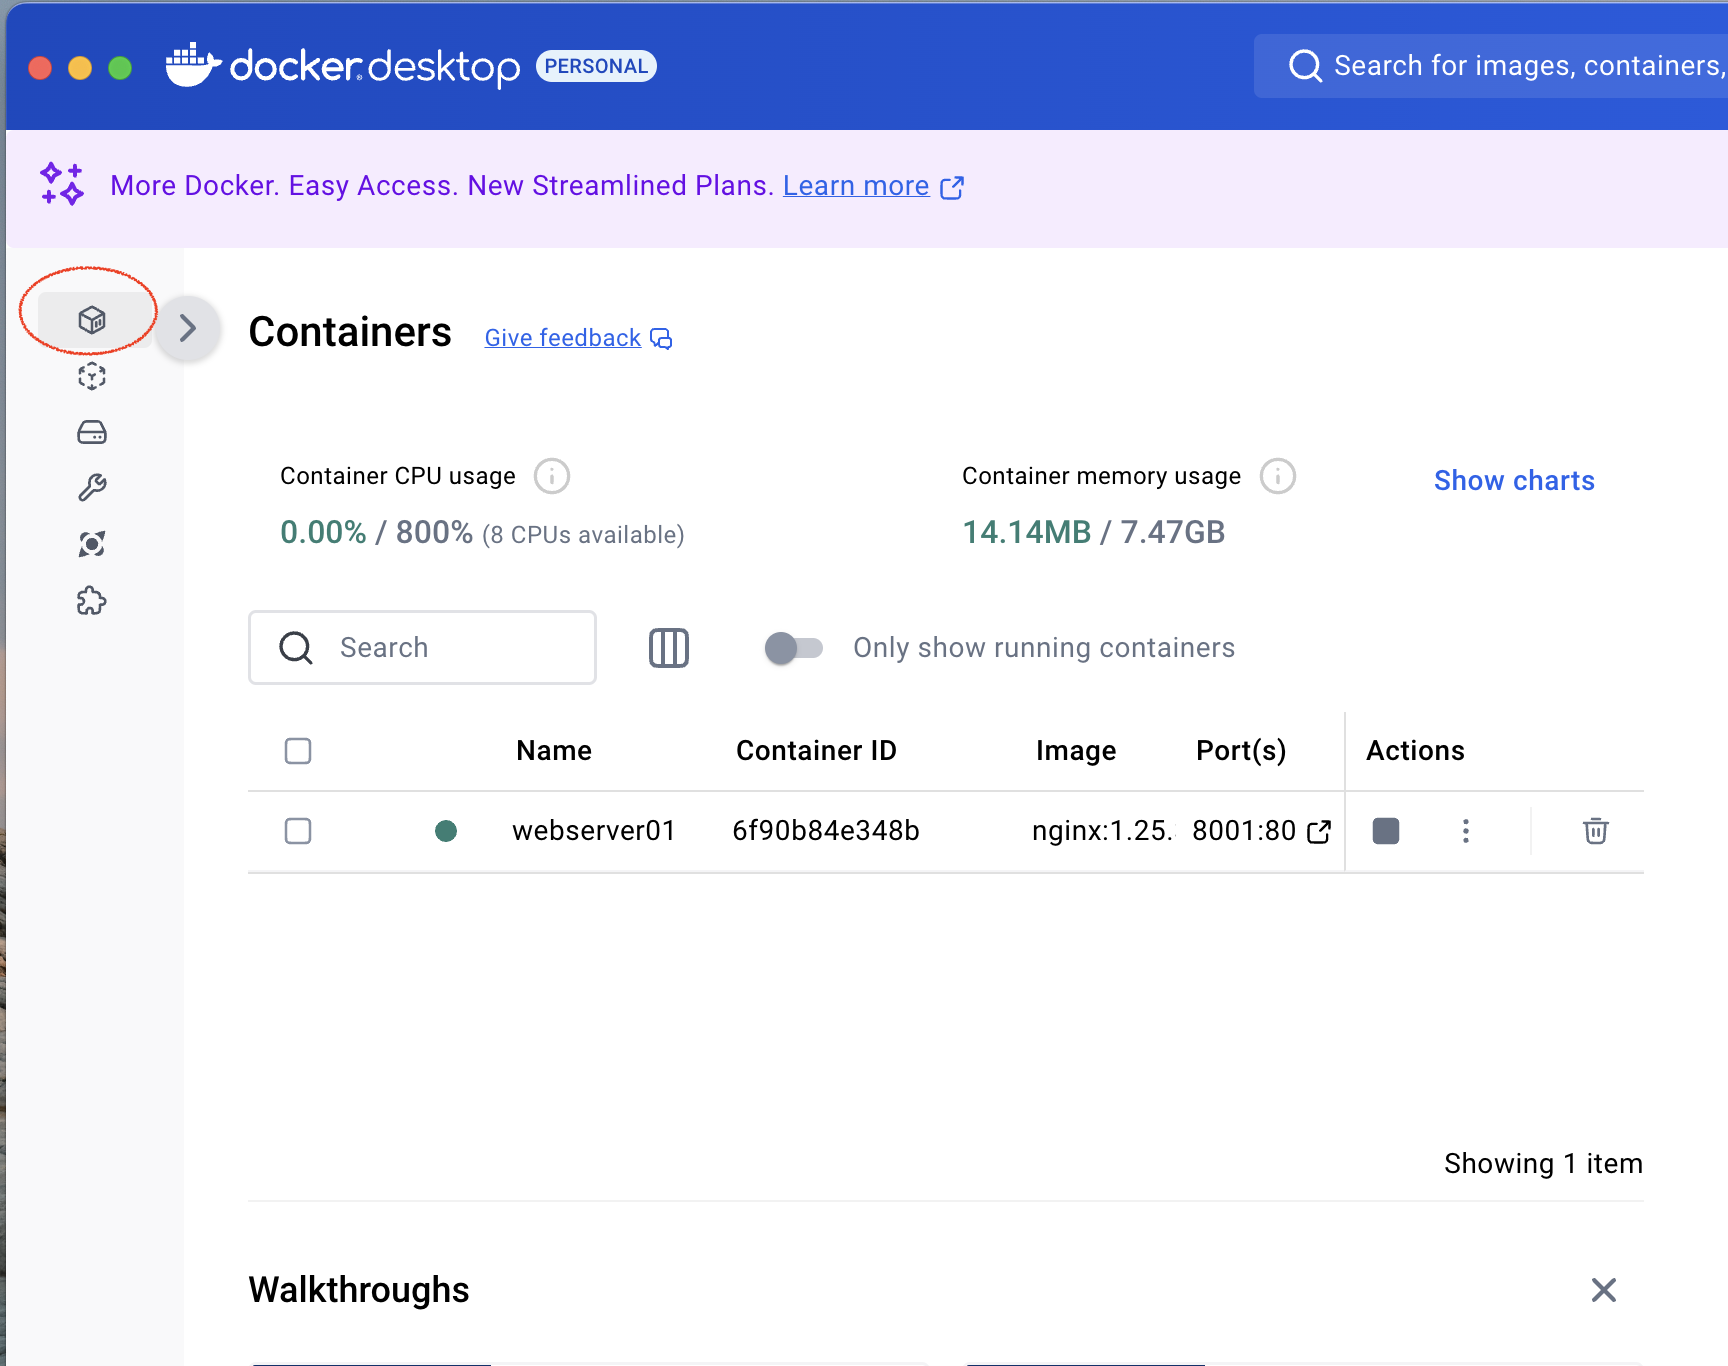 docker desktop PERSONAL
Search for images, containers,
More Docker. Easy Access. New Streamlined Plans. Learn more
Containers Give feedback
Container CPU usage
0.00% / 800% (8 CPUs available)
Container memory usage
14.14MB / 7.47GB
Show charts
Search
Only show running containers
Name Container ID Image Port(s) Actions
webserver01 6f90b84e348b nginx:1.25. 8001:80
Showing 1 item
Walkthroughs